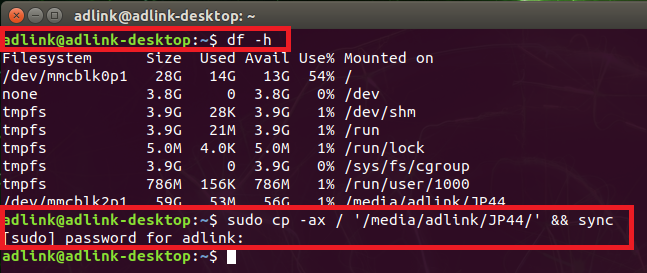 adlink@adlink-desktop: ~
adlink@adlink-desktop:~$ df -h
Filesystem Size Used Avail Use% Mounted on
/dev/mmcblk0p1 28G 14G 13G 54% /
none 3.8G 0 3.8G 0% /dev
tmpfs 3.9G 28K 3.9G 1% /dev/shm
tmpfs 3.9G 21M 3.9G 1% /run
tmpfs 5.0M 4.0K 5.0M 1% /run/lock
tmpfs 3.9G 0 3.9G 0% /sys/fs/cgroup
tmpfs 786M 156K 786M 1% /run/user/1000
/dev/mmcblk2p1 59G 53M 56G 1% /media/adlink/JP44
adlink@adlink-desktop:~$ sudo cp -ax / '/media/adlink/JP44/' && sync
[sudo] password for adlink:
adlink@adlink-desktop:~$